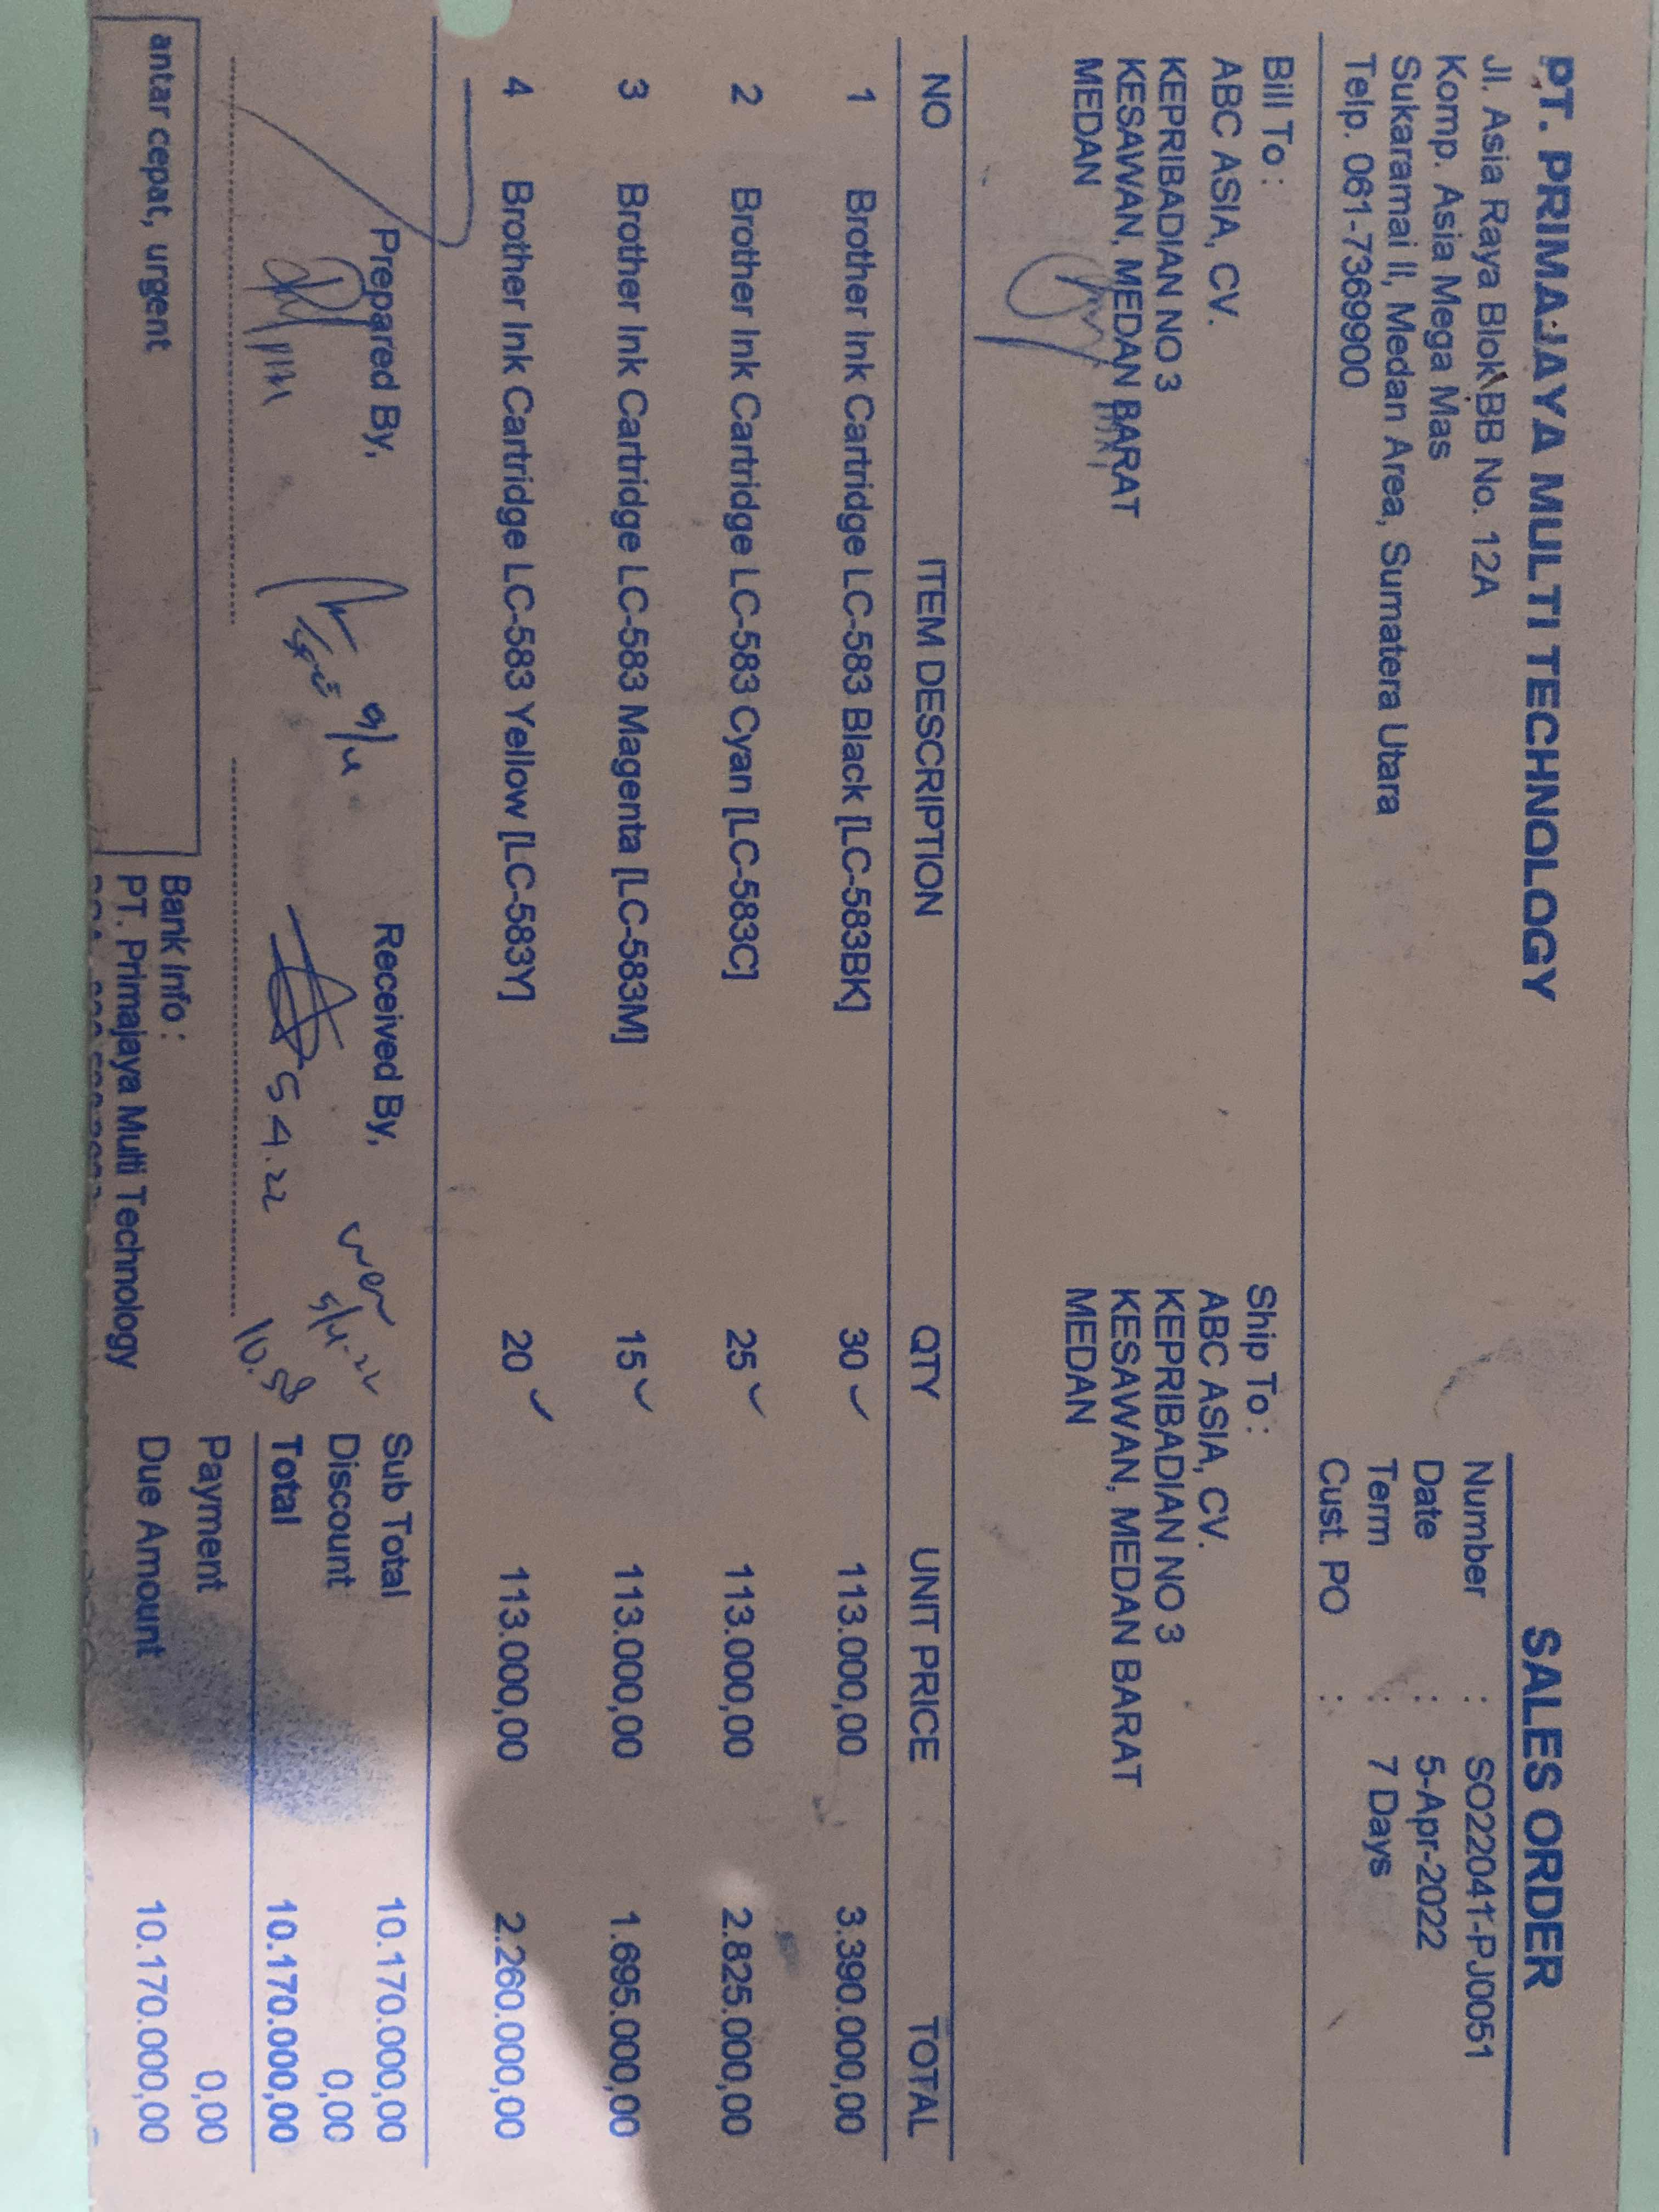 PT. PRIMAJAYA MULTI TECHNOLOGY
Jl. Asia Raya Blok BB No. 12A
Komp. Asia Mega Mas
Sukaramai II, Medan Area, Sumatera Utara
Telp. 061-7369900
SALES ORDER
Number : SO22041-PJ0051
Date : 5-Apr-2022
Term : 7 Days
Cust. PO :
Bill To :
ABC ASIA, CV.
KEPRIBADIAN NO 3
KESAWAN, MEDAN BARAT
MEDAN
Ship To :
ABC ASIA, CV.
KEPRIBADIAN NO 3
KESAWAN, MEDAN BARAT
MEDAN
NO ITEM DESCRIPTION QTY UNIT PRICE TOTAL
1 Brother Ink Cartridge LC-583 Black [LC-583BK] 30 113.000,00 3.390.000,00
2 Brother Ink Cartridge LC-583 Cyan [LC-583C] 25 113.000,00 2.825.000,00
3 Brother Ink Cartridge LC-583 Magenta [LC-583M] 15 113.000,00 1.695.000,00
4 Brother Ink Cartridge LC-583 Yellow [LC-583Y] 20 113.000,00 2.260.000,00
Prepared By,
Received By,
5 4.22
5/4-22
10.58
Sub Total 10.170.000,00
Discount 0,00
Total 10.170.000,00
Payment 0,00
Due Amount 10.170.000,00
antar cepat, urgent
Bank Info :
PT. Primajaya Multi Technology